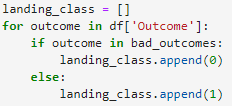 landing_class = []
for outcome in df['Outcome']:
    if outcome in bad_outcomes:
        landing_class.append(0)
    else:
        landing_class.append(1)